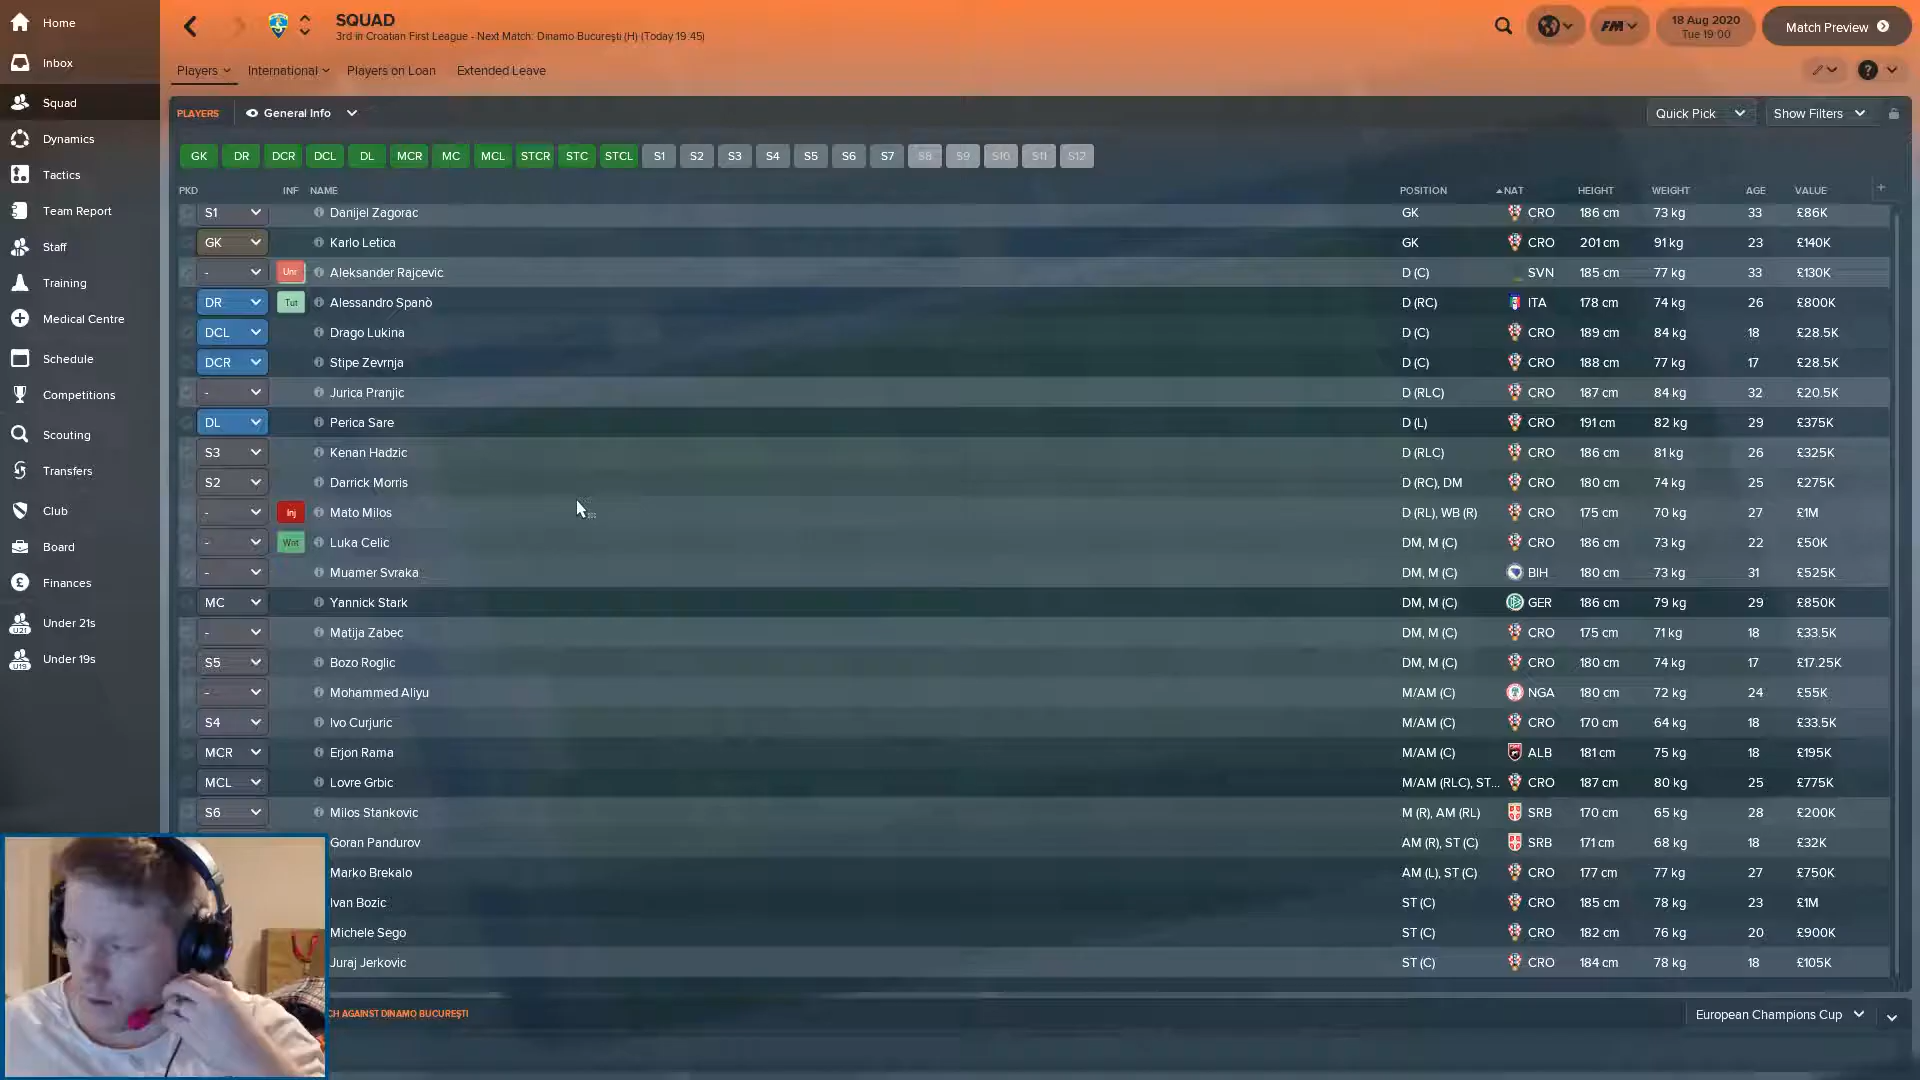 Home
Inbox
Squad
Dynamics
Tactics
Team Report
Staff
Training
Medical Centre
Schedule
Competitions
Scouting
Transfers
Club
Board
Finances
Under 21s
Under 19s
SQUAD
3rd in Croatian First League - Next Match: Dinamo Bucureşti (H) (Today 19:45)
FM
18 Aug 2020
Tue 19:00
Match Preview
Players International Players on Loan Extended Leave
PLAYERS General Info Quick Pick Show Filters
GK DR DCR DCL DL MCR MC MCL STCR STC STCL S1 S2 S3 S4 S5 S6 S7 S8 S9 S10 S11 S12
PKD INF NAME POSITION NAT HEIGHT WEIGHT AGE VALUE
S1 Danijel Zagorac GK CRO 186 cm 73 kg 33 £86K
GK Karlo Letica GK CRO 201 cm 91 kg 23 £140K
- Unr Aleksander Rajcevic D (C) SVN 185 cm 77 kg 33 £130K
DR Tut Alessandro Spanò D (RC) ITA 178 cm 74 kg 26 £800K
DCL Drago Lukina D (C) CRO 189 cm 84 kg 18 £28.5K
DCR Stipe Zevrnja D (C) CRO 188 cm 77 kg 17 £28.5K
- Jurica Pranjic D (RLC) CRO 187 cm 84 kg 32 £20.5K
DL Perica Sare D (L) CRO 191 cm 82 kg 29 £375K
S3 Kenan Hadzic D (RLC) CRO 186 cm 81 kg 26 £325K
S2 Darrick Morris D (RC), DM CRO 180 cm 74 kg 25 £275K
- Inj Mato Milos D (RL), WB (R) CRO 175 cm 70 kg 27 £1M
- Wnt Luka Celic DM, M (C) CRO 186 cm 73 kg 22 £50K
- Muamer Svraka DM, M (C) BIH 180 cm 73 kg 31 £525K
MC Yannick Stark DM, M (C) GER 186 cm 79 kg 29 £850K
- Matija Zabec DM, M (C) CRO 175 cm 71 kg 18 £33.5K
S5 Bozo Roglic DM, M (C) CRO 180 cm 74 kg 17 £17.25K
- Mohammed Aliyu M/AM (C) NGA 180 cm 72 kg 24 £55K
S4 Ivo Curjuric M/AM (C) CRO 170 cm 64 kg 18 £33.5K
MCR Erjon Rama M/AM (C) ALB 181 cm 75 kg 18 £195K
MCL Lovre Grbic M/AM (RLC), ST... CRO 187 cm 80 kg 25 £775K
S6 Milos Stankovic M (R), AM (RL) SRB 170 cm 65 kg 28 £200K
Goran Pandurov AM (R), ST (C) SRB 171 cm 68 kg 18 £32K
Marko Brekalo AM (L), ST (C) CRO 177 cm 77 kg 27 £750K
Ivan Bozic ST (C) CRO 185 cm 78 kg 23 £1M
Michele Sego ST (C) CRO 182 cm 76 kg 20 £900K
Juraj Jerkovic ST (C) CRO 184 cm 78 kg 18 £105K
CH AGAINST DINAMO BUCUREŞTI European Champions Cup